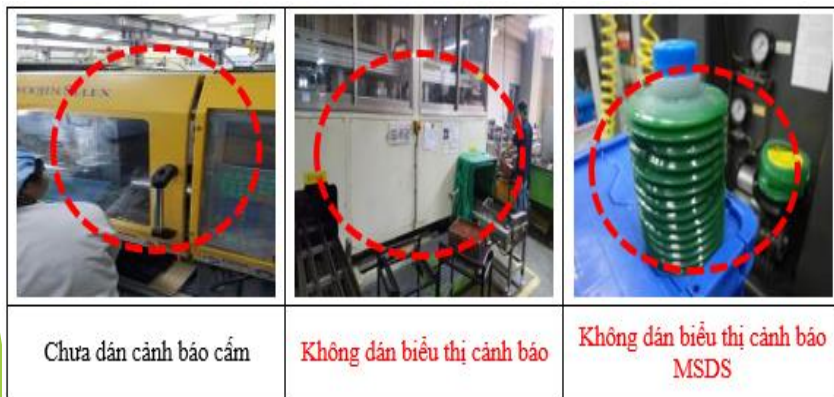 Chưa dán cảnh báo cấm
Không dán biểu thị cảnh báo
Không dán biểu thị cảnh báo
MSDS